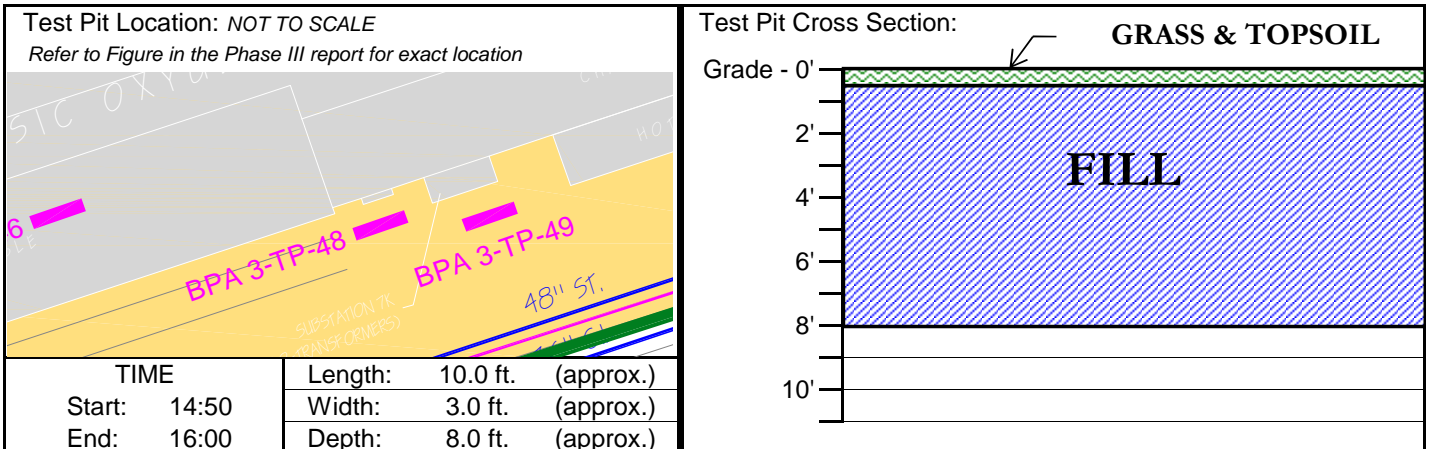 Test Pit Location: NOT TO SCALE
Refer to Figure in the Phase III report for exact location
SIC OXYG
HOT
6
BPA 3-TP-48
BPA 3-TP-49
48" ST.
SUBSTATION 7K
TRANSFORMERS)
TIME
Start: 14:50
End: 16:00
Length: 10.0 ft. (approx.)
Width: 3.0 ft. (approx.)
Depth: 8.0 ft. (approx.)
Test Pit Cross Section:
GRASS & TOPSOIL
Grade - 0'
2'
FILL
4'
6'
8'
10'